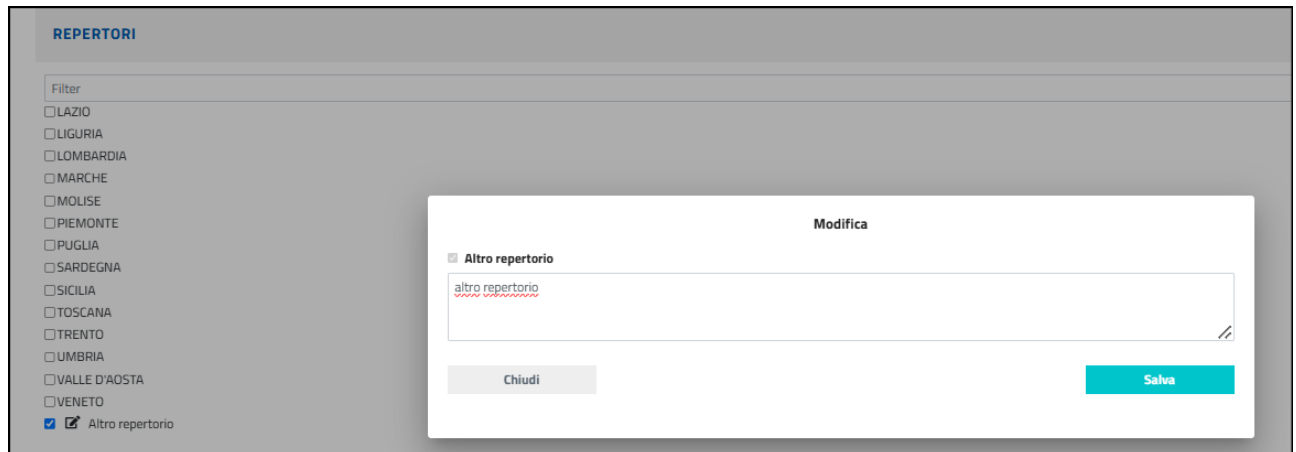 REPERTORI
Filter
LAZIO
LIGURIA
LOMBARDIA
MARCHE
MOLISE
PIEMONTE
PUGLIA
SARDEGNA
SICILIA
TOSCANA
TRENTO
UMBRIA
VALLE D'AOSTA
VENETO
Altro repertorio
Modifica
Altro repertorio
altro repertorio
Chiudi
Salva